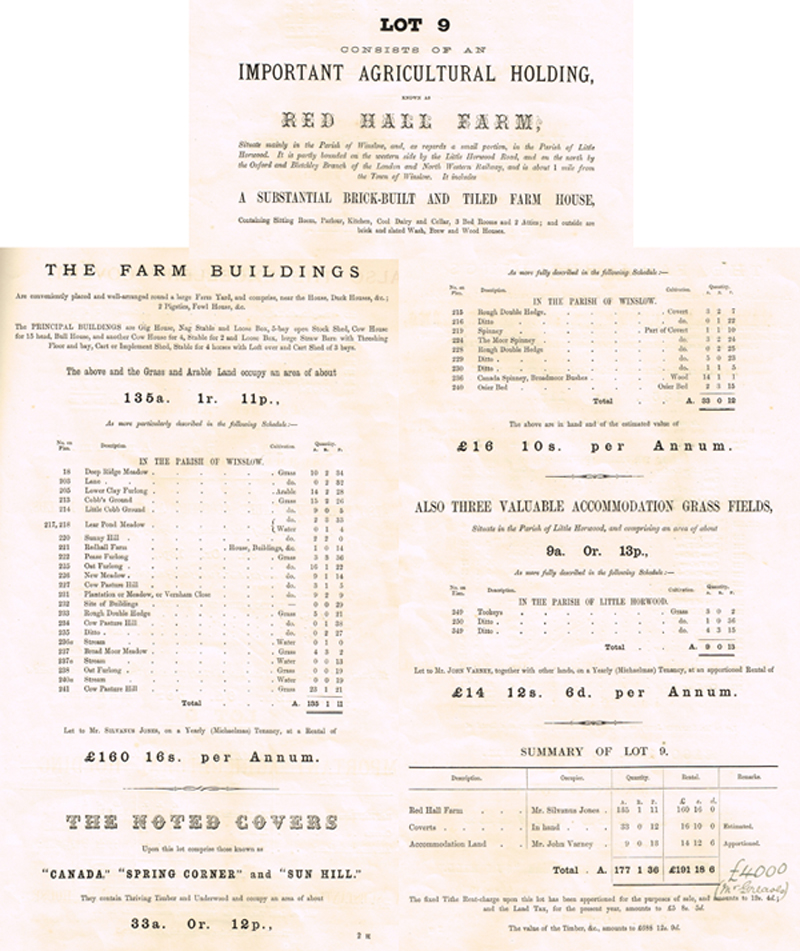 LOT 9
CONSISTS OF AN
IMPORTANT AGRICULTURAL HOLDING,
KNOWN AS
RED HALL FARM,
Situate mainly in the Parish of Winslow, and, as regards a small portion, in the Parish of Little
Horwood. It is partly bounded on the western side by the Little Horwood Road, and on the north by
the Oxford and Bletchley Branch of the London and North Western Railway, and is about 1 mile from
the Town of Winslow. It includes
A SUBSTANTIAL BRICK-BUILT AND TILED FARM HOUSE,
Containing Sitting Room, Parlour, Kitchen, Cool Dairy and Cellar, 3 Bed Rooms and 2 Attics; and outside are
brick and slated Wash, Brew and Wood Houses.
THE FARM BUILDINGS
Are conveniently placed and well-arranged round a large Farm Yard, and comprise, near the House, Duck Houses, &c.;
2 Pigsties, Fowl House, &c.
The PRINCIPAL BUILDINGS are Gig House, Nag Stable and Loose Box, 5-bay open Stock Shed, Cow House
for 15 head, Bull House, and another Cow House for 4, Stable for 2 and Loose Box, large Straw Barn with Threshing
Floor and bay, Cart or Implement Shed, Stable for 4 horses with Loft over and Cart Shed of 3 bays.
The above and the Grass and Arable Land occupy an area of about
135a. 1r. 11p.,
As more particularly described in the following Schedule:—
No. on Plan. Description. Cultivation. Quantity.
A. R. P.
IN THE PARISH OF WINSLOW.
18 Deep Ridge Meadow Grass 10 2 34
203 Lane do. 0 2 32
205 Lower Clay Furlong Arable 14 2 28
213 Cobb's Ground Grass 15 2 26
214 Little Cobb Ground do. 9 0 5
217, 218 Lear Pond Meadow { do. 2 3 33
{ Water 0 1 4
220 Sunny Hill do. 2 2 0
221 Redhall Farm House, Buildings, &c. 1 0 14
222 Pease Furlong Grass 3 3 36
225 Oat Furlong do. 16 1 22
226 New Meadow do. 9 1 14
227 Cow Pasture Hill do. 3 1 5
231 Plantation or Meadow, or Vernham Close do. 9 2 9
232 Site of Buildings — 0 0 29
233 Rough Double Hedge Grass 5 0 21
234 Cow Pasture Hill do. 0 1 38
235 Ditto do. 0 2 27
236a Stream Water 0 1 0
237 Broad Moor Meadow Grass 4 3 2
237a Stream Water 0 0 13
238 Oat Furlong Grass 0 0 19
240a Stream Water 0 0 19
241 Cow Pasture Hill Grass 23 1 21
Total A. 135 1 11
Let to Mr. SILVANUS JONES, on a Yearly (Michaelmas) Tenancy, at a Rental of
£160 16s. per Annum.
THE NOTED COVERS
Upon this lot comprise those known as
"CANADA." "SPRING CORNER" and "SUN HILL."
They contain Thriving Timber and Underwood and occupy an area of about
33a. 0r. 12p.,
As more fully described in the following Schedule:—
No. on Plan. Description. Cultivation. Quantity.
A. R. P.
IN THE PARISH OF WINSLOW.
215 Rough Double Hedge Covert 3 2 7
216 Ditto do. 0 1 22
219 Spinney Part of Covert 1 1 10
224 The Moor Spinney do. 3 2 24
228 Rough Double Hedge do. 0 2 25
229 Ditto do. 5 0 23
230 Ditto do. 1 1 5
236 Canada Spinney, Broadmoor Bushes Wood 14 1 1
240 Osier Bed Osier Bed 2 3 15
Total A. 33 0 12
The above are in hand and of the estimated value of
£16 10s. per Annum.
ALSO THREE VALUABLE ACCOMMODATION GRASS FIELDS,
Situate in the Parish of Little Horwood, and comprising an area of about
9a. 0r. 13p.,
As more fully described in the following Schedule:—
No. on Plan. Description. Cultivation. Quantity.
A. R. P.
IN THE PARISH OF LITTLE HORWOOD.
249 Tookeys Grass 3 0 2
250 Ditto do. 1 0 36
349 Ditto do. 4 3 15
Total A. 9 0 13
Let to Mr. JOHN VARNEY, together with other lands, on a Yearly (Michaelmas) Tenancy, at an apportioned Rental of
£14 12s. 6d. per Annum.
SUMMARY OF LOT 9.
Description. Occupier. Quantity. Rental. Remarks.
A. R. P. £ s. d.
Red Hall Farm Mr. Silvanus Jones 135 1 11 160 16 0
Coverts In hand 33 0 12 16 10 0 Estimated.
Accommodation Land Mr. John Varney 9 0 13 14 12 6 Apportioned.
Total A. 177 1 36 £191 18 6
£4000
(Mr Greaves)
The fixed Tithe Rent-charge upon this lot has been apportioned for the purposes of sale, and amounts to 12s. 4d.;
and the Land Tax, for the present year, amounts to £5 8s. 5d.
The value of the Timber, &c., amounts to £688 12s. 9d.